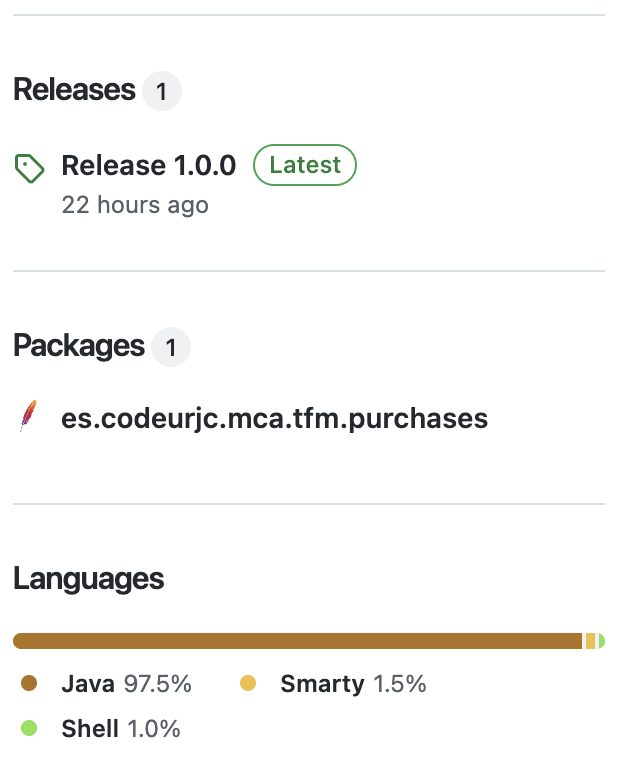 Releases 1
Release 1.0.0 Latest
22 hours ago
Packages 1
es.codeurjc.mca.tfm.purchases
Languages
Java 97.5% Smarty 1.5%
Shell 1.0%